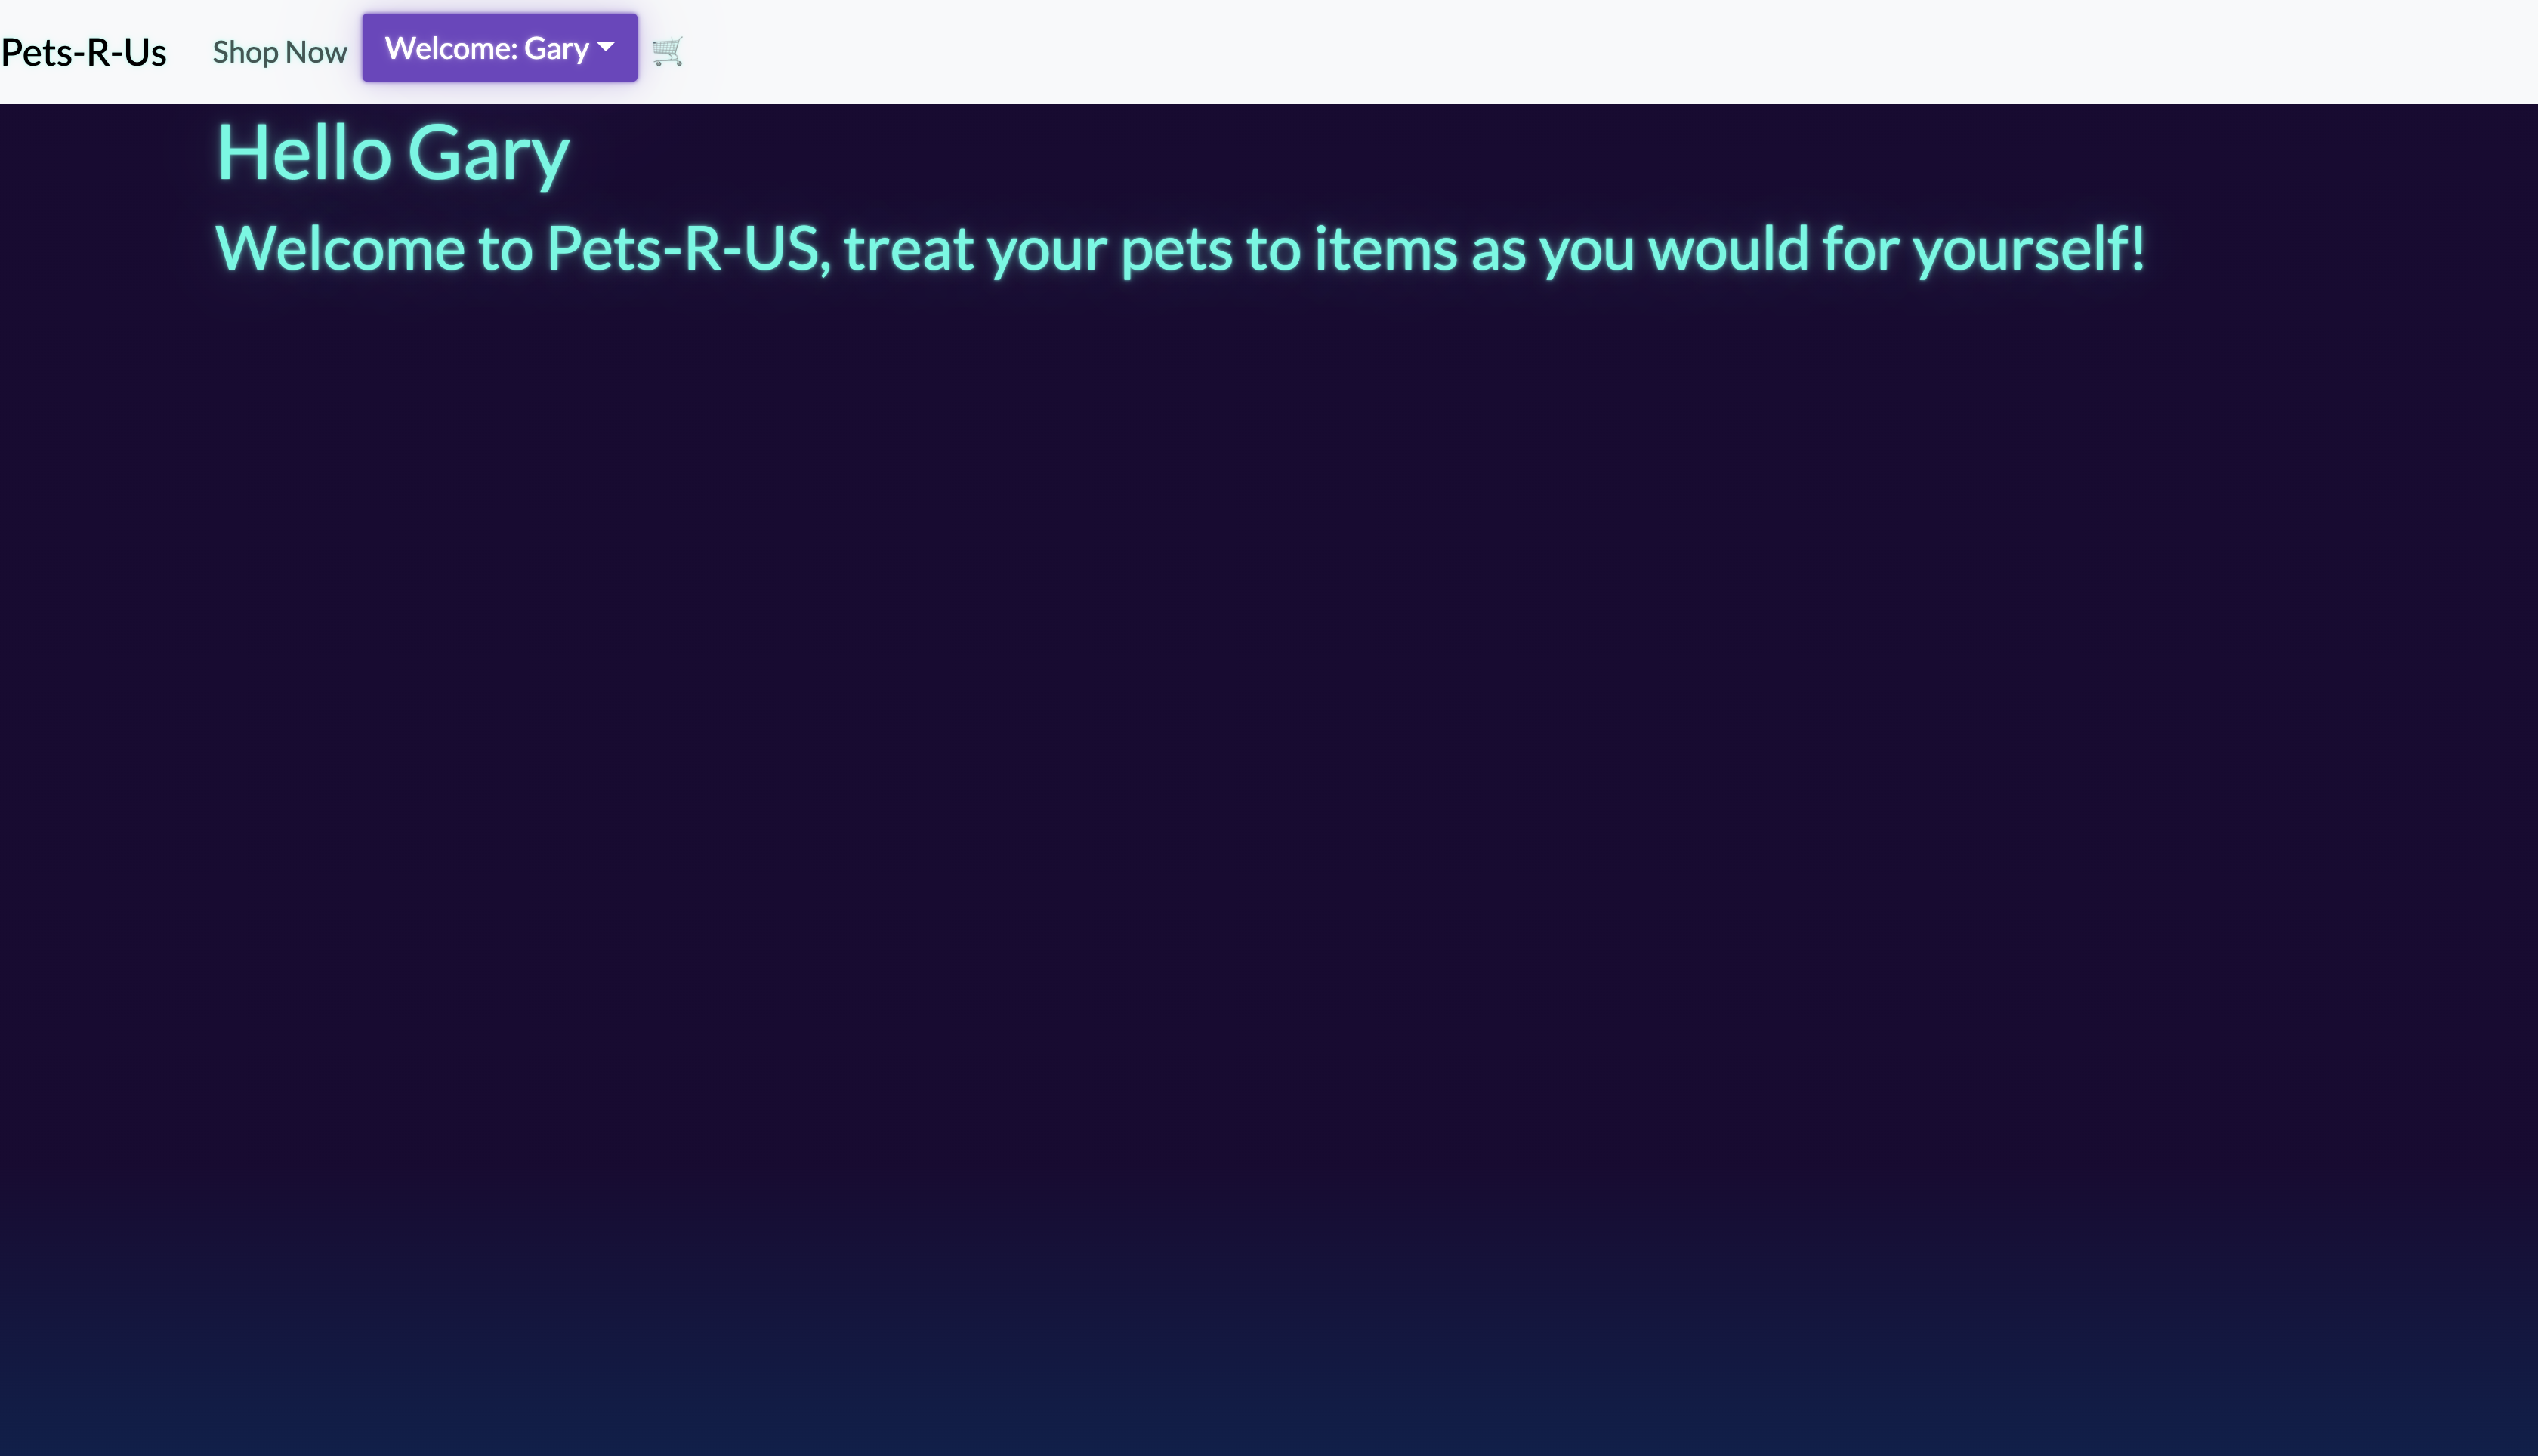 Pets-R-Us Shop Now Welcome: Gary
Hello Gary
Welcome to Pets-R-US, treat your pets to items as you would for yourself!